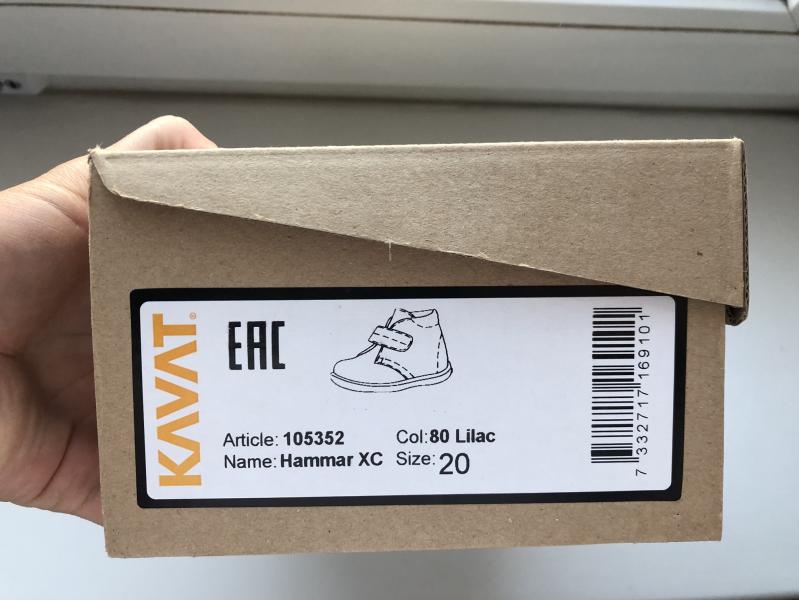 KAVAT®
EAC
Article: 105352
Col: 80 Lilac
Name: Hammar XC
Size: 20
7 332717 169101